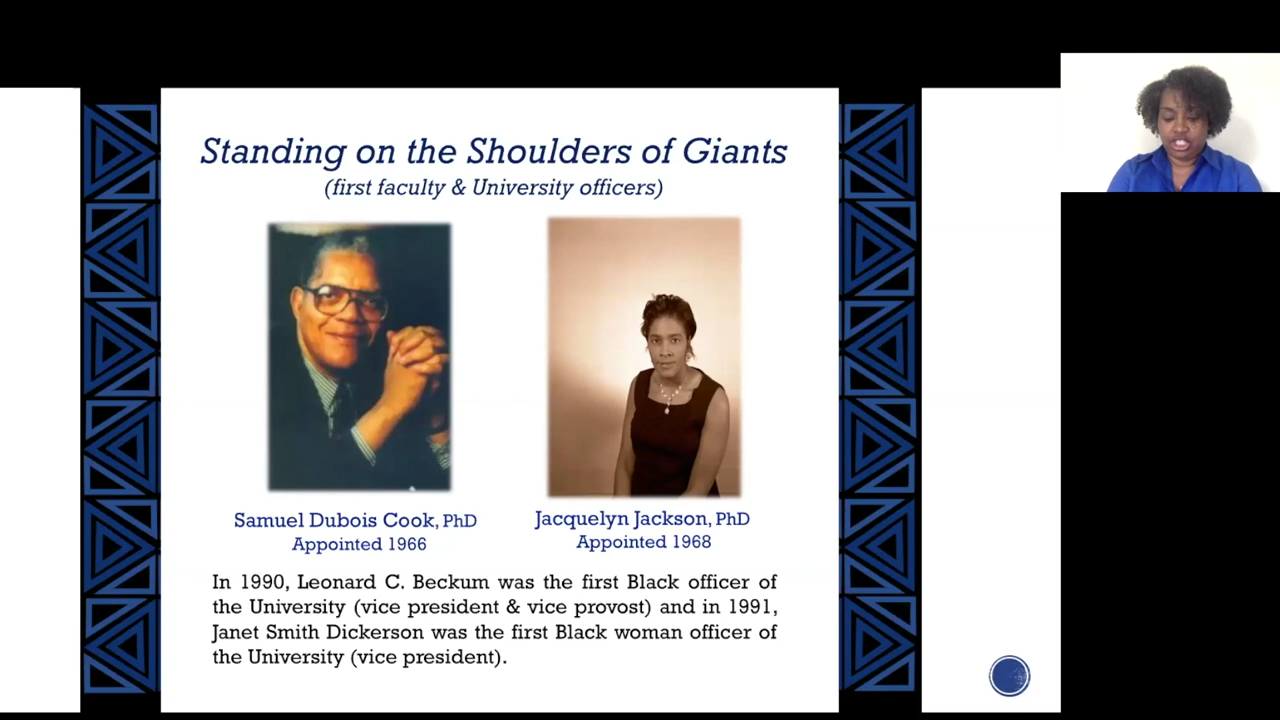 Standing on the Shoulders of Giants
(first faculty & University officers)
Samuel Dubois Cook, PhD
Appointed 1966
Jacquelyn Jackson, PhD
Appointed 1968
In 1990, Leonard C. Beckum was the first Black officer of
the University (vice president & vice provost) and in 1991,
Janet Smith Dickerson was the first Black woman officer of
the University (vice president).